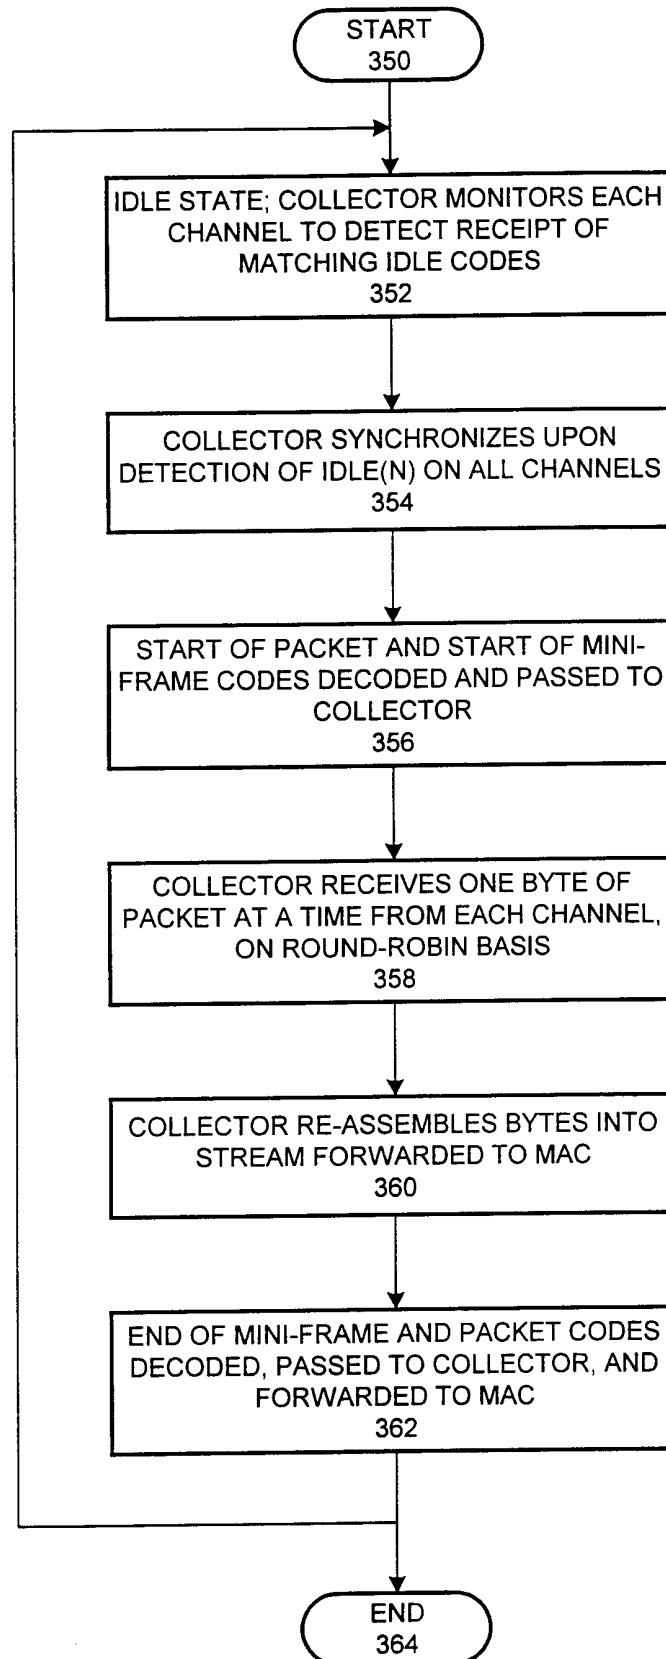 START
350
IDLE STATE; COLLECTOR MONITORS EACH
CHANNEL TO DETECT RECEIPT OF
MATCHING IDLE CODES
352
COLLECTOR SYNCHRONIZES UPON
DETECTION OF IDLE(N) ON ALL CHANNELS
354
START OF PACKET AND START OF MINI-
FRAME CODES DECODED AND PASSED TO
COLLECTOR
356
COLLECTOR RECEIVES ONE BYTE OF
PACKET AT A TIME FROM EACH CHANNEL,
ON ROUND-ROBIN BASIS
358
COLLECTOR RE-ASSEMBLES BYTES INTO
STREAM FORWARDED TO MAC
360
END OF MINI-FRAME AND PACKET CODES
DECODED, PASSED TO COLLECTOR, AND
FORWARDED TO MAC
362
END
364